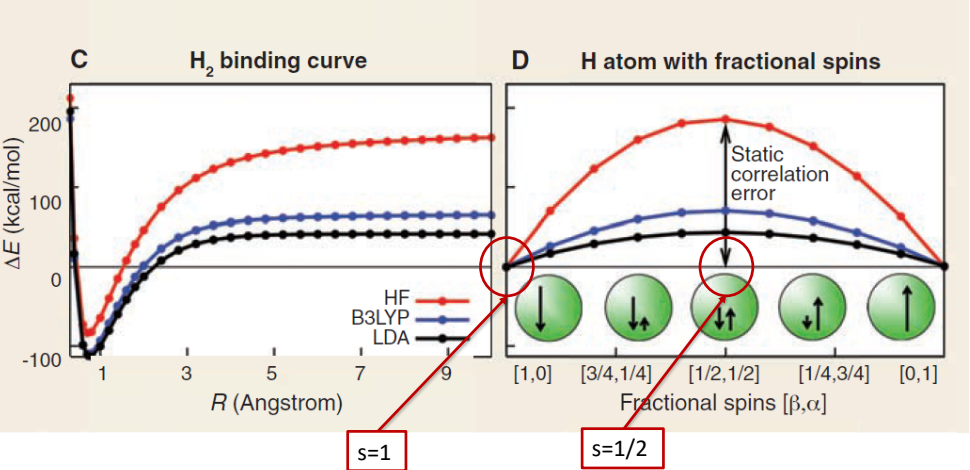 C H₂ binding curve
ΔE (kcal/mol)
200
100
0
-100
HF
B3LYP
LDA
1 3 5 7 9
R (Angstrom)
D H atom with fractional spins
Static
correlation
error
[1,0] [3/4,1/4] [1/2,1/2] [1/4,3/4] [0,1]
Fractional spins [β,α]
s=1
s=1/2